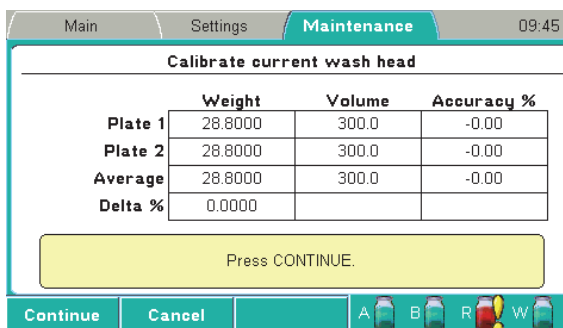 Main Settings Maintenance 09:45
Calibrate current wash head
Weight Volume Accuracy %
Plate 1 28.8000 300.0 -0.00
Plate 2 28.8000 300.0 -0.00
Average 28.8000 300.0 -0.00
Delta % 0.0000
Press CONTINUE.
Continue Cancel A B R W